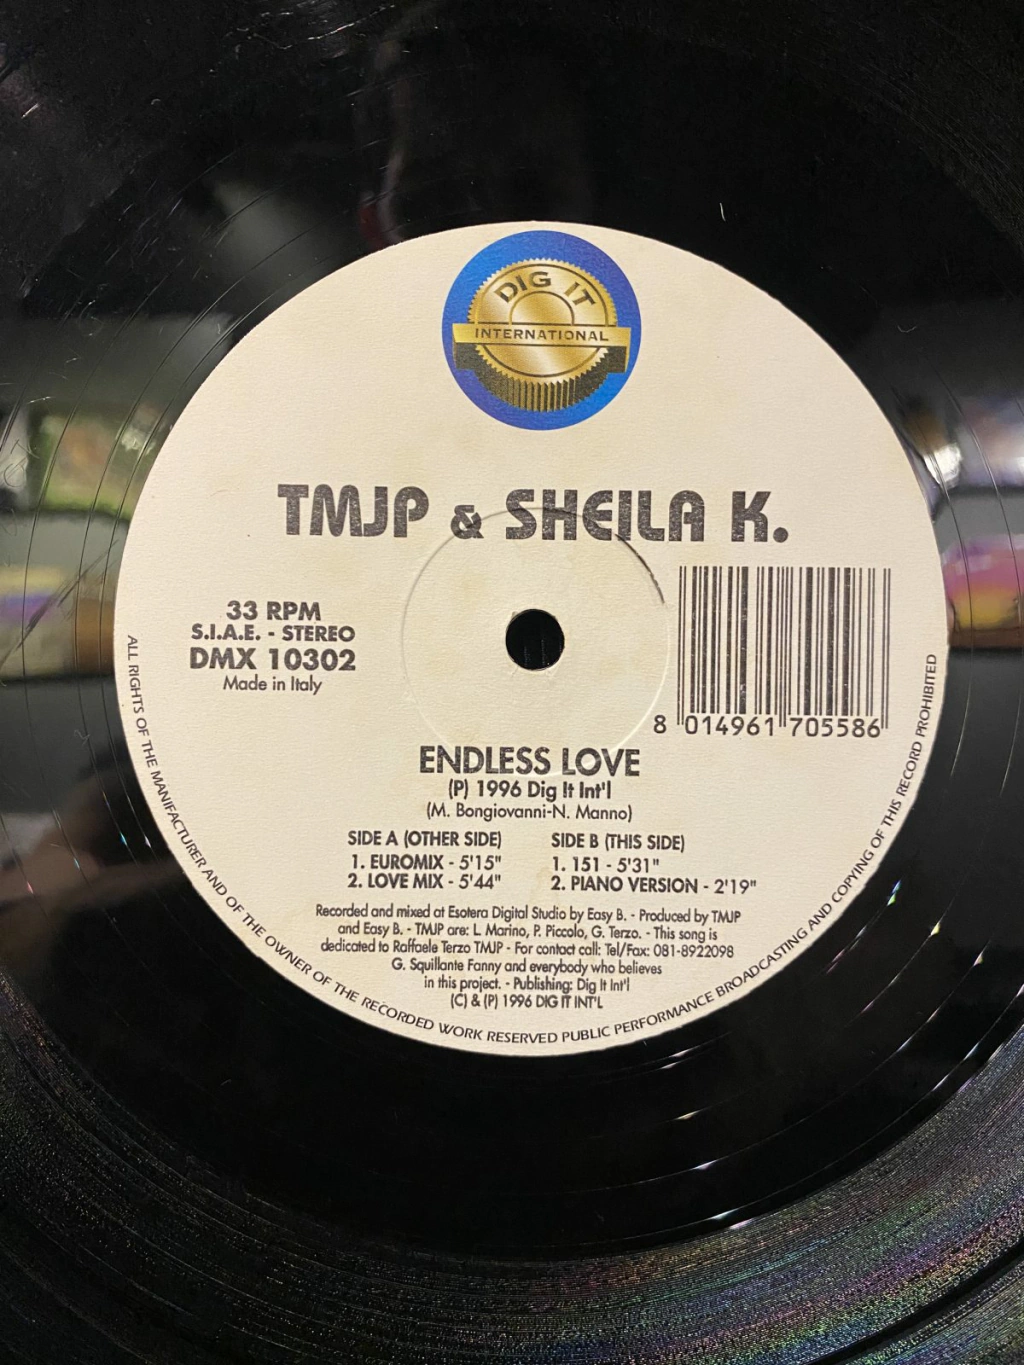 DIG IT
INTERNATIONAL
TMJP & SHEILA K.
33 RPM
S.I.A.E. - STEREO
DMX 10302
Made in Italy
8 014961 705586
ENDLESS LOVE
(P) 1996 Dig It Int'l
(M. Bongiovanni-N. Manno)
SIDE A (OTHER SIDE)
1. EUROMIX - 5'15"
2. LOVE MIX - 5'44"
SIDE B (THIS SIDE)
1. 151 - 5'31"
2. PIANO VERSION - 2'19"
Recorded and mixed at Esotera Digital Studio by Easy B. - Produced by TMJP
and Easy B. - TMJP are: L. Marino, P. Piccolo, G. Terzo. - This song is
dedicated to Raffaele Terzo TMJP - For contact call: Tel/Fax: 081-8922098
G. Squillante Fanny and everybody who believes
in this project. - Publishing: Dig It Int'l
(C) & (P) 1996 DIG IT INT'L
ALL RIGHTS OF THE MANIFACTURER AND OF THE OWNER OF THE RECORDED WORK RESERVED PUBLIC PERFORMANCE BROADCASTING AND COPYING OF THIS RECORD PROHIBITED